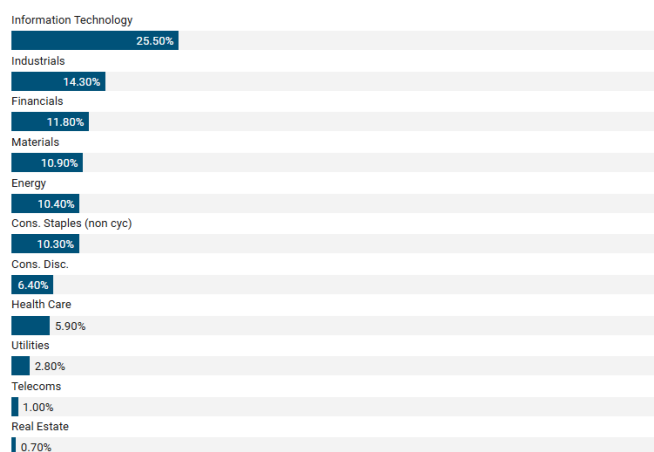 Information Technology
25.50%
Industrials
14.30%
Financials
11.80%
Materials
10.90%
Energy
10.40%
Cons. Staples (non cyc)
10.30%
Cons. Disc.
6.40%
Health Care
5.90%
Utilities
2.80%
Telecoms
1.00%
Real Estate
0.70%